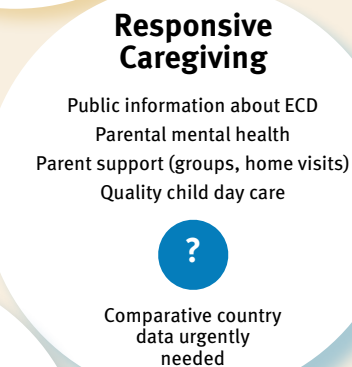 Responsive
Caregiving
Public information about ECD
Parental mental health
Parent support (groups, home visits)
Quality child day care
?
Comparative country
data urgently
needed